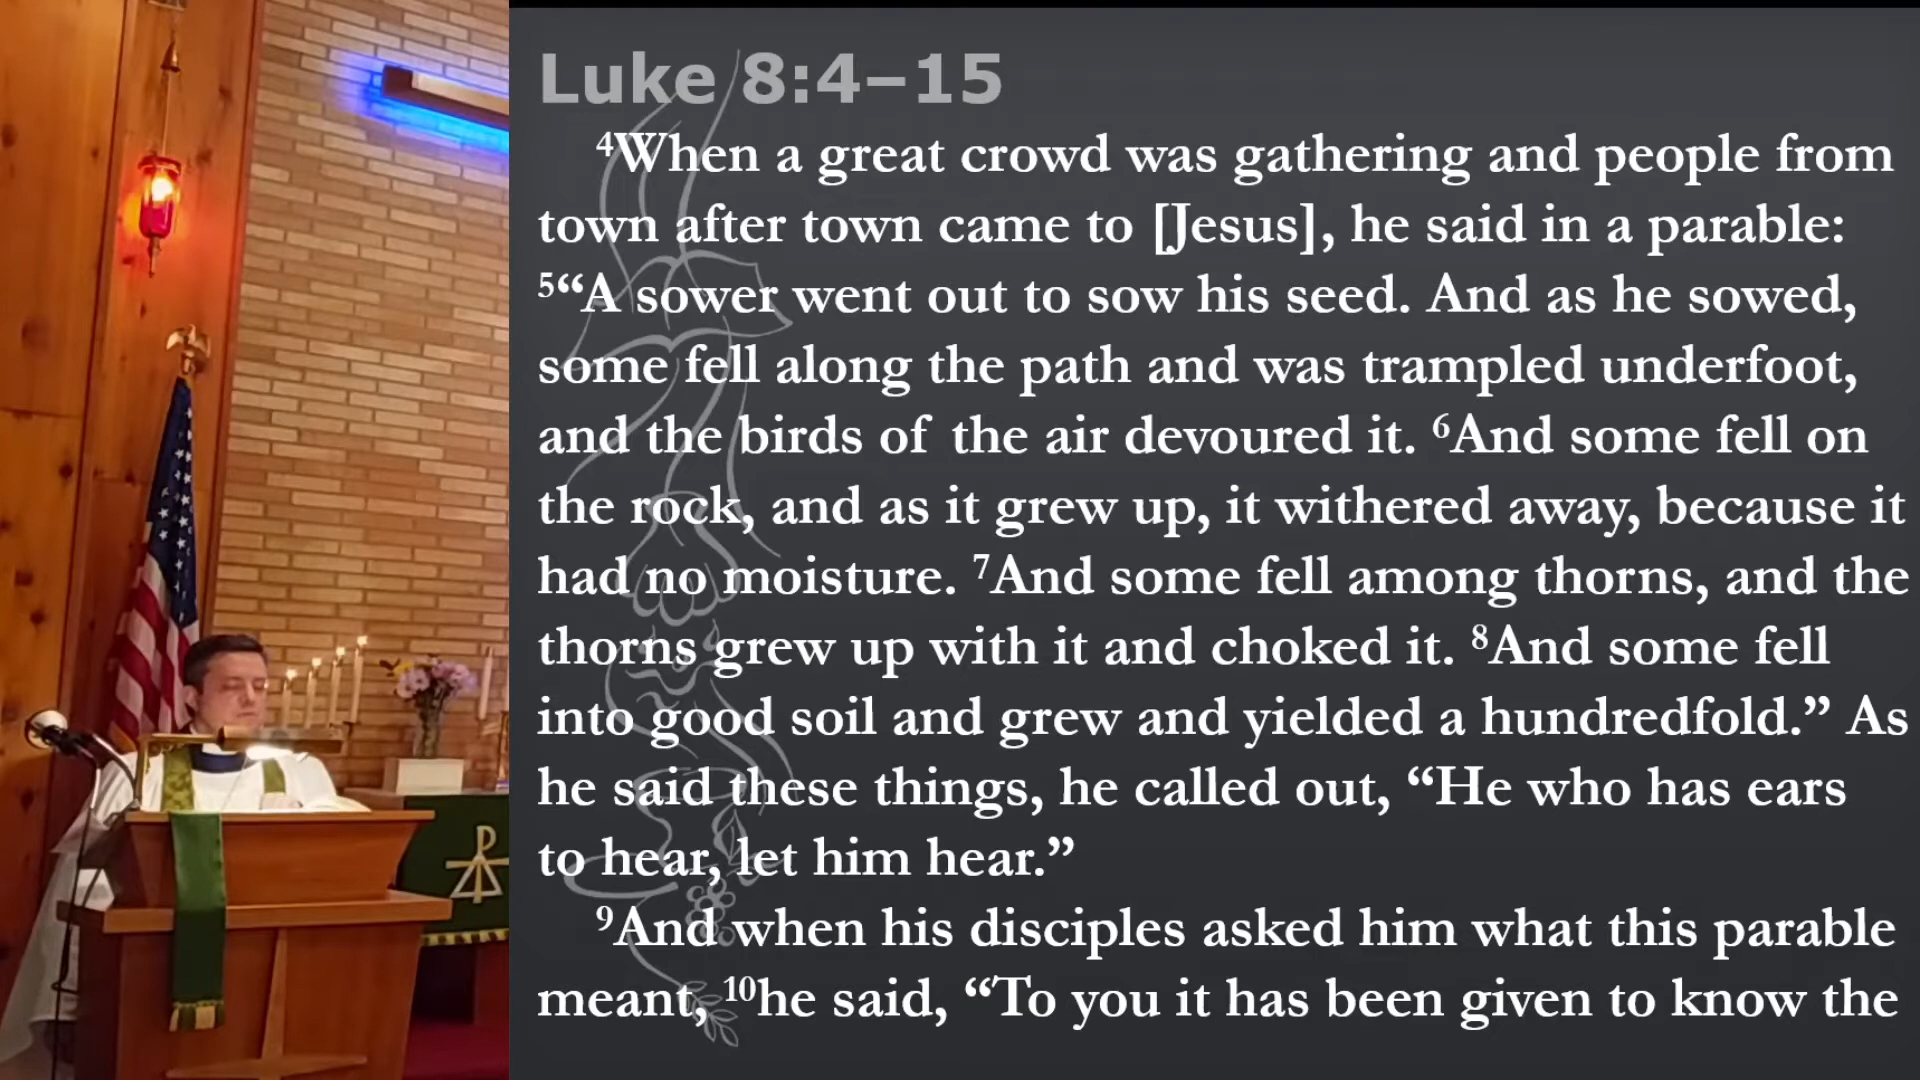 Luke 8:4–15
⁴When a great crowd was gathering and people from
town after town came to [Jesus], he said in a parable:
⁵“A sower went out to sow his seed. And as he sowed,
some fell along the path and was trampled underfoot,
and the birds of the air devoured it. ⁶And some fell on
the rock, and as it grew up, it withered away, because it
had no moisture. ⁷And some fell among thorns, and the
thorns grew up with it and choked it. ⁸And some fell
into good soil and grew and yielded a hundredfold.” As
he said these things, he called out, “He who has ears
to hear, let him hear.”
⁹And when his disciples asked him what this parable
meant, ¹⁰he said, “To you it has been given to know the